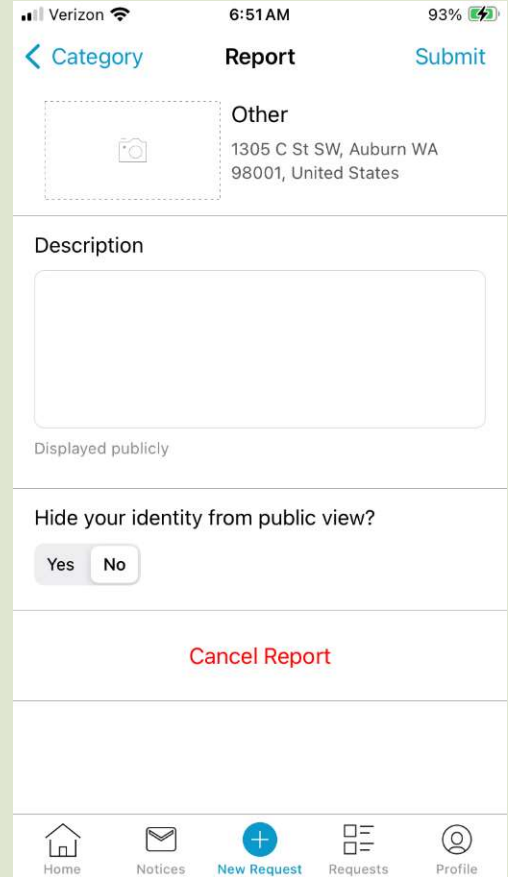 Verizon 6:51 AM 93%
Category Report Submit
Other
1305 C St SW, Auburn WA
98001, United States
Description
Displayed publicly
Hide your identity from public view?
Yes No
Cancel Report
Home Notices New Request Requests Profile